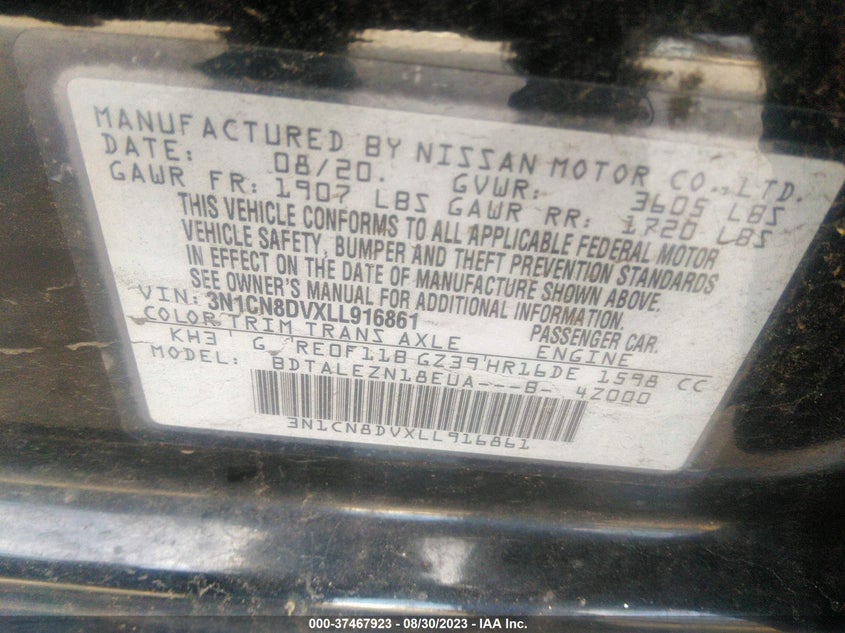 MANUFACTURED BY NISSAN MOTOR CO., LTD.
DATE: 08/20. GVWR: 3605 LBS
GAWR FR: 1907 LBS GAWR RR: 1720 LBS
THIS VEHICLE CONFORMS TO ALL APPLICABLE FEDERAL MOTOR
VEHICLE SAFETY, BUMPER AND THEFT PREVENTION STANDARDS
IN EFFECT ON THE DATE OF MANUFACTURE SHOWN ABOVE.
SEE OWNER'S MANUAL FOR ADDITIONAL INFORMATION.
VIN: 3N1CN8DVXLL916861 PASSENGER CAR.
COLOR TRIM TRANS AXLE ENGINE
KH3 G RE0F11B GZ39 HR16DE 1598 CC
MODEL: BDTALEZN18EUA---B- 4Z000
3N1CN8DVXLL916861
000-37467923 - 08/30/2023 - IAA Inc.